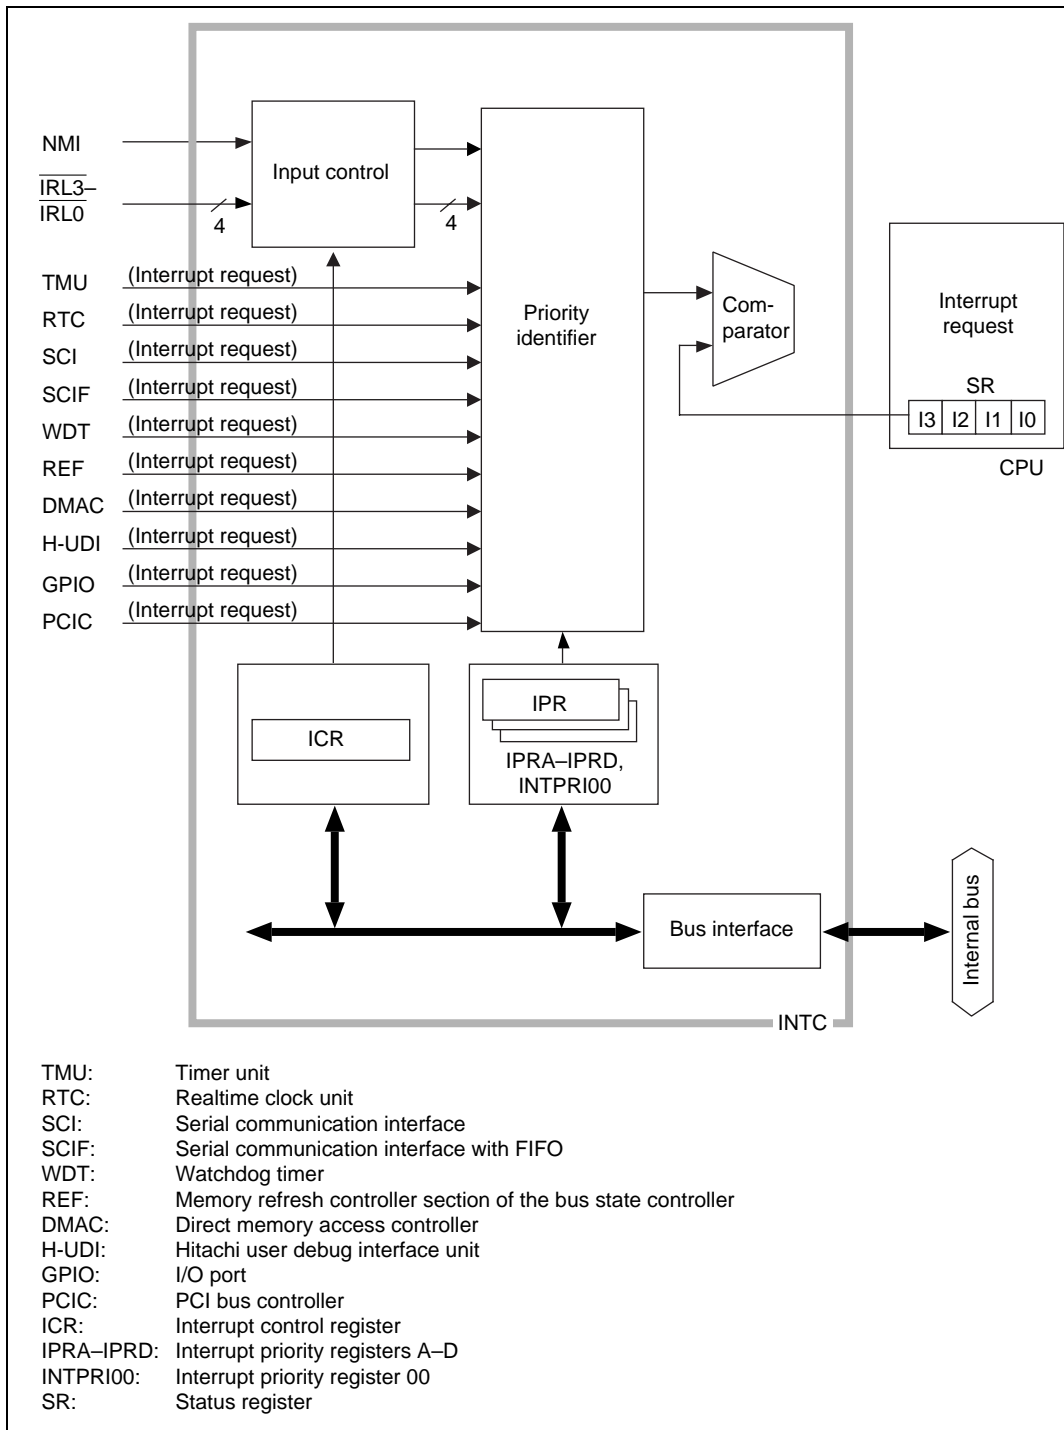 NMI
IRL3–
IRL0
4
Input control
4
TMU (Interrupt request)
RTC (Interrupt request)
SCI (Interrupt request)
SCIF (Interrupt request)
WDT (Interrupt request)
REF (Interrupt request)
DMAC (Interrupt request)
H-UDI (Interrupt request)
GPIO (Interrupt request)
PCIC (Interrupt request)
Priority
identifier
Com-
parator
Interrupt
request
SR
I3 I2 I1 I0
CPU
ICR
IPR
IPRA–IPRD,
INTPRI00
Bus interface
Internal bus
INTC
TMU: Timer unit
RTC: Realtime clock unit
SCI: Serial communication interface
SCIF: Serial communication interface with FIFO
WDT: Watchdog timer
REF: Memory refresh controller section of the bus state controller
DMAC: Direct memory access controller
H-UDI: Hitachi user debug interface unit
GPIO: I/O port
PCIC: PCI bus controller
ICR: Interrupt control register
IPRA–IPRD: Interrupt priority registers A–D
INTPRI00: Interrupt priority register 00
SR: Status register